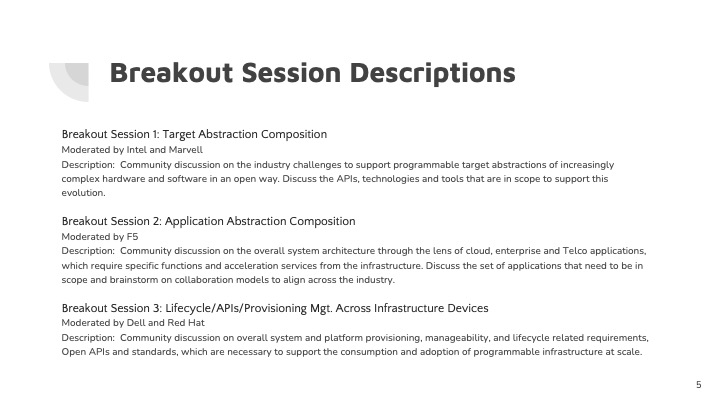 Breakout Session Descriptions
Breakout Session 1: Target Abstraction Composition
Moderated by Intel and Marvell
Description:  Community discussion on the industry challenges to support programmable target abstractions of increasingly
complex hardware and software in an open way. Discuss the APIs, technologies and tools that are in scope to support this
evolution.
Breakout Session 2: Application Abstraction Composition
Moderated by F5
Description:  Community discussion on the overall system architecture through the lens of cloud, enterprise and Telco applications,
which require specific functions and acceleration services from the infrastructure. Discuss the set of applications that need to be in
scope and brainstorm on collaboration models to align across the industry.
Breakout Session 3: Lifecycle/APIs/Provisioning Mgt. Across Infrastructure Devices
Moderated by Dell and Red Hat
Description:  Community discussion on overall system and platform provisioning, manageability, and lifecycle related requirements,
Open APIs and standards, which are necessary to support the consumption and adoption of programmable infrastructure at scale.
5